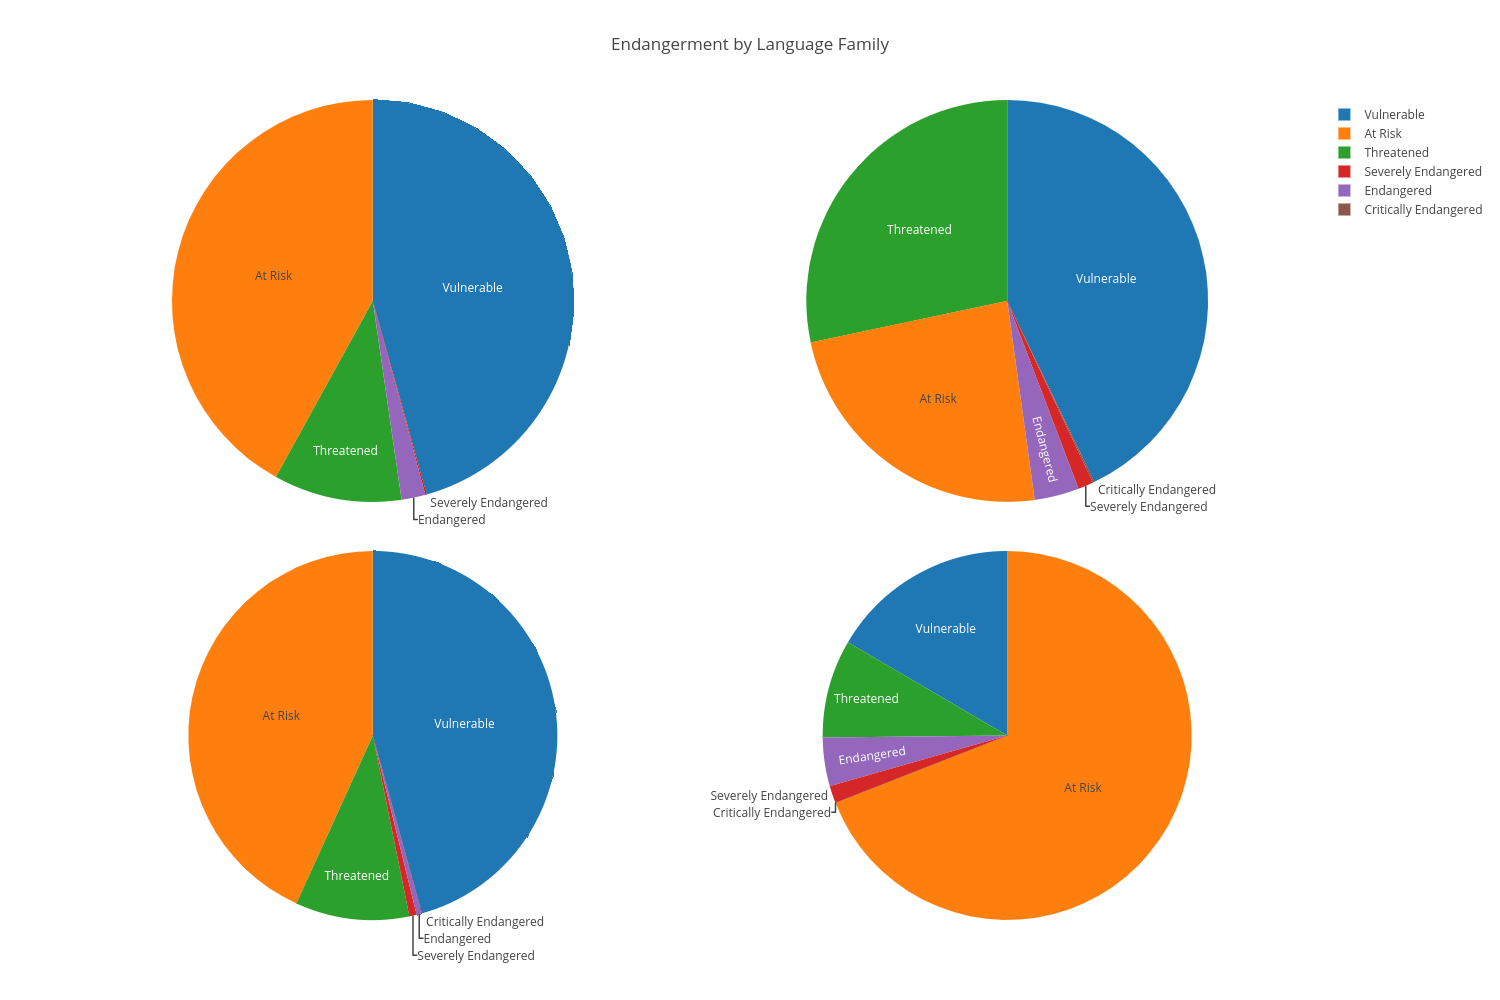 Endangerment by Language Family
At Risk
Vulnerable
Threatened
Severely Endangered
Endangered
Threatened
Vulnerable
At Risk
Endangered
Critically Endangered
Severely Endangered
Vulnerable
At Risk
Threatened
Severely Endangered
Endangered
Critically Endangered
At Risk
Vulnerable
Threatened
Critically Endangered
Endangered
Severely Endangered
Vulnerable
Threatened
Endangered
Severely Endangered
Critically Endangered
At Risk